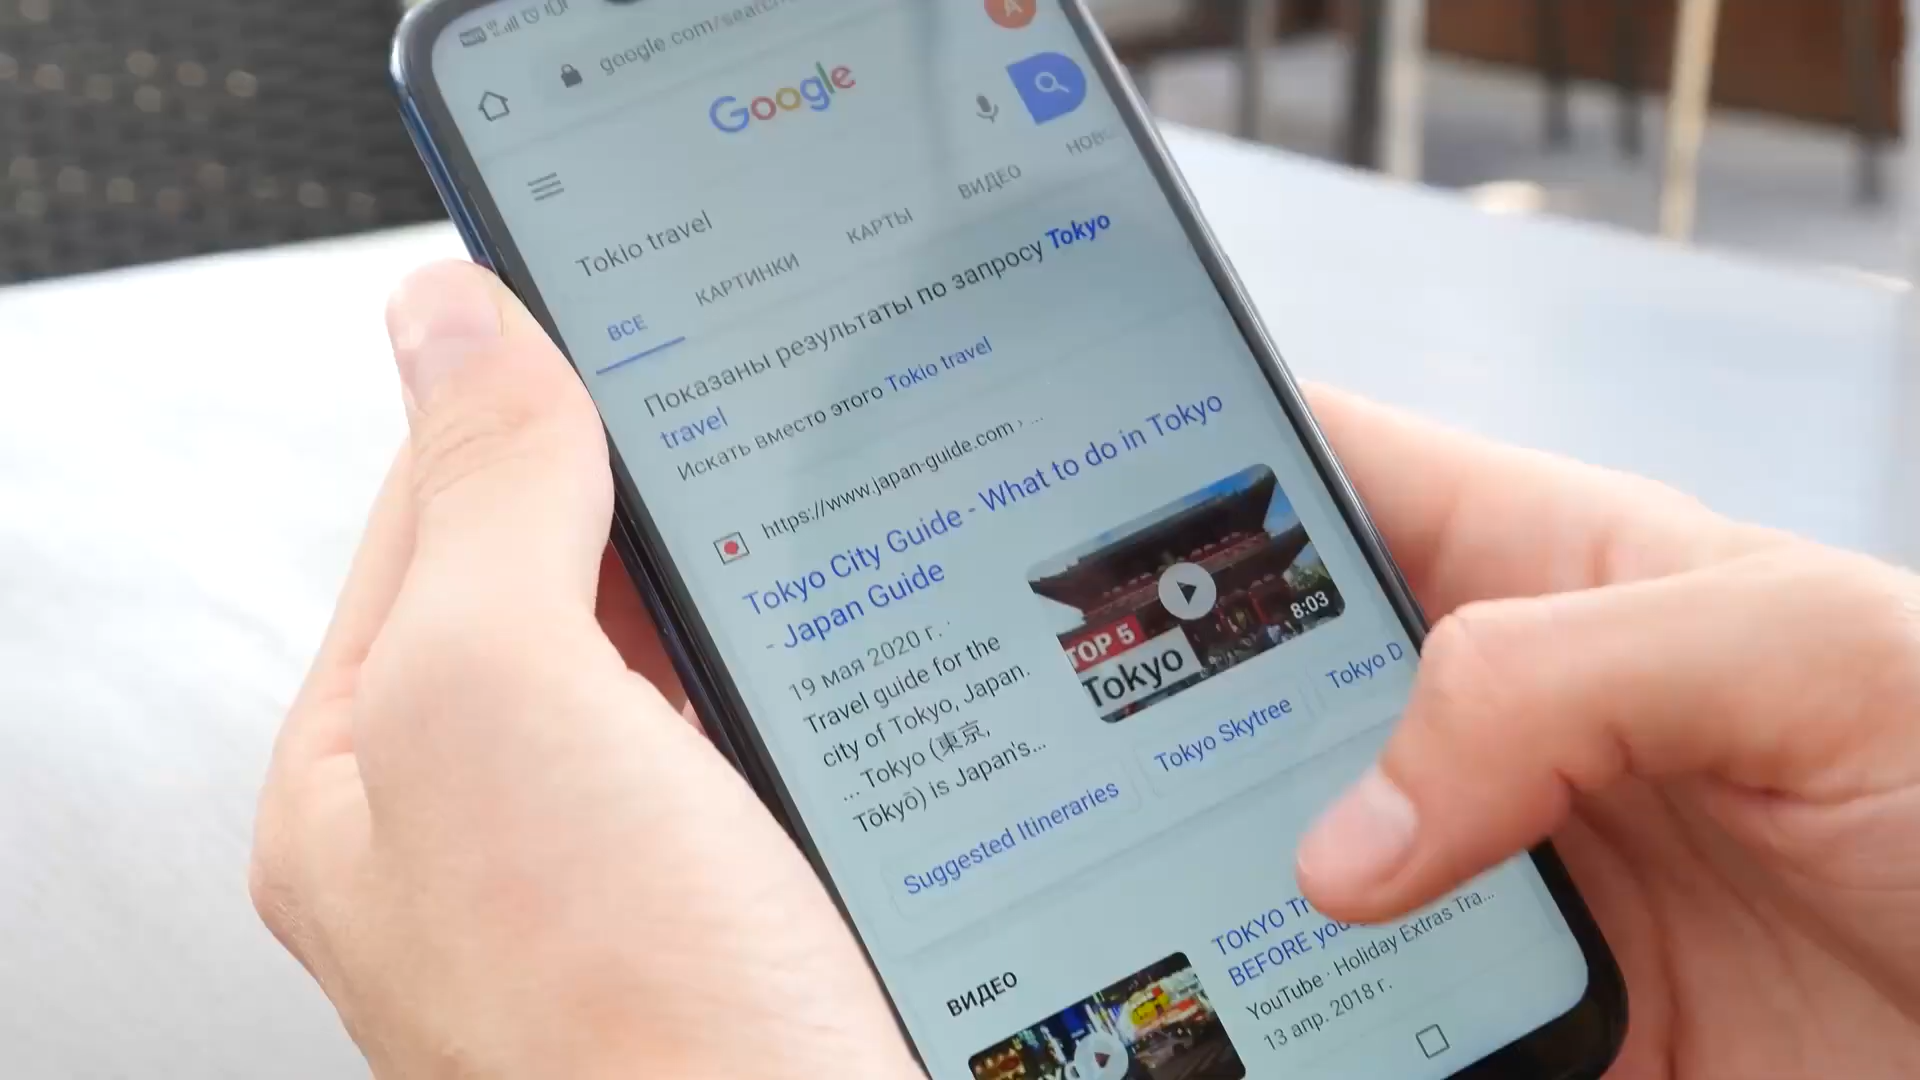 google.com/search
A
Google
Tokio travel
ВСЕ КАРТИНКИ КАРТЫ ВИДЕО
Показаны результаты по запросу Tokyo
travel
Искать вместо этого Tokio travel
https://www.japan-guide.com › ...
Tokyo City Guide - What to do in Tokyo
- Japan Guide
19 мая 2020 г. ·
Travel guide for the
city of Tokyo, Japan.
... Tokyo (東京,
Tōkyō) is Japan's...
TOP 5
Tokyo
8:03
Suggested Itineraries
Tokyo Skytree
Tokyo D
ВИДЕО
TOKYO
BEFORE you
YouTube · Holiday Extras Tra...
13 апр. 2018 г.